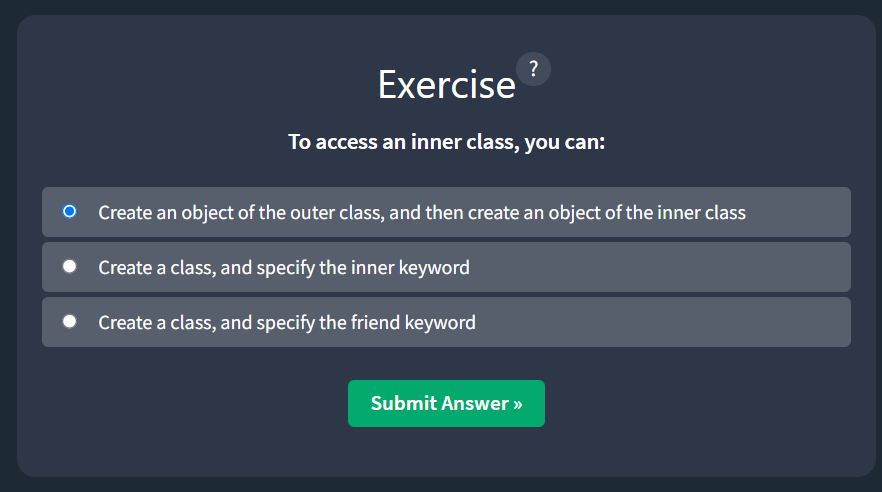 Exercise ?
To access an inner class, you can:
Create an object of the outer class, and then create an object of the inner class
Create a class, and specify the inner keyword
Create a class, and specify the friend keyword
Submit Answer »